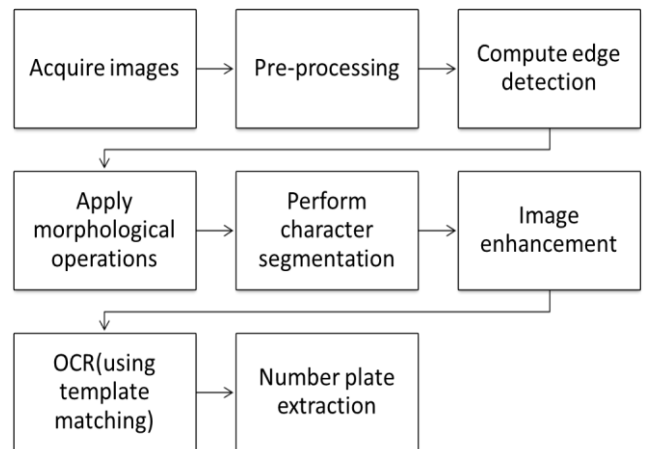 Acquire images
Pre-processing
Compute edge
detection
Apply
morphological
operations
Perform
character
segmentation
Image
enhancement
OCR(using
template
matching)
Number plate
extraction